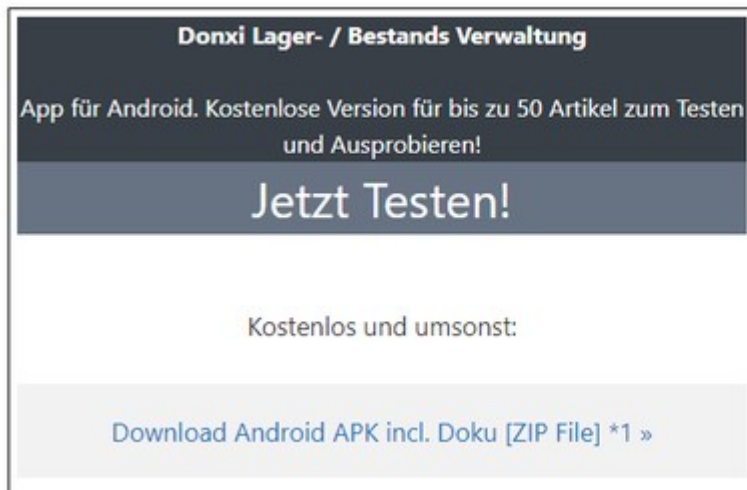 Donxi Lager- / Bestands Verwaltung
App für Android. Kostenlose Version für bis zu 50 Artikel zum Testen
und Ausprobieren!
Jetzt Testen!
Kostenlos und umsonst:
Download Android APK incl. Doku [ZIP File] *1 »